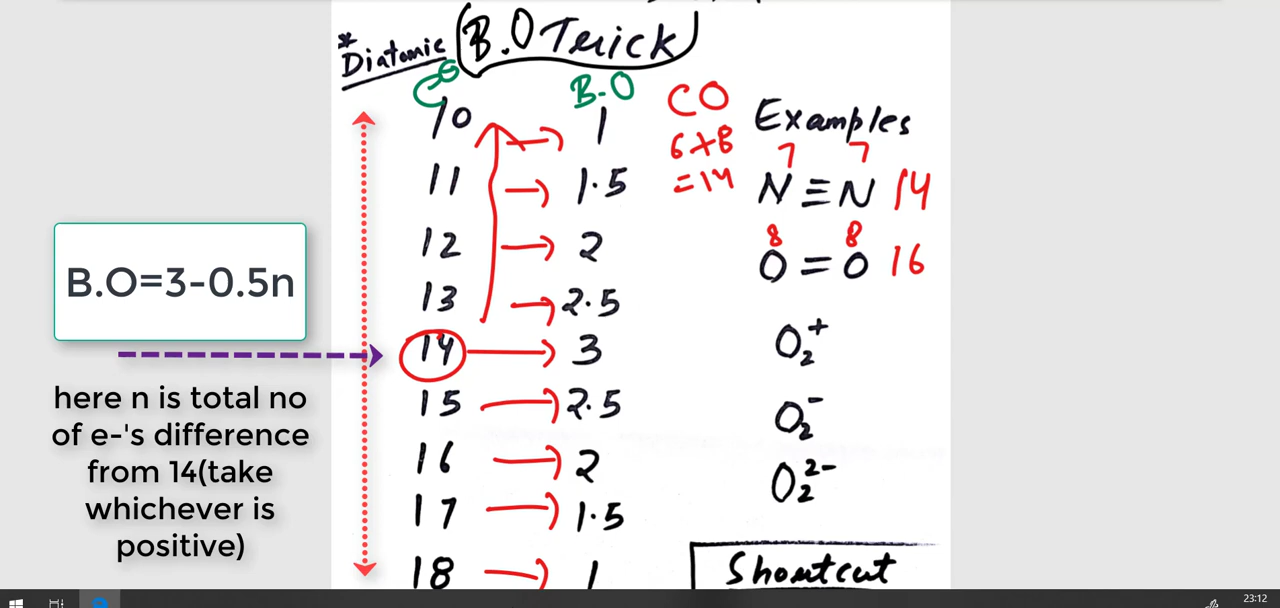 * Diatomic B.O Trick
e⊖ B.O
10 → 1
11 → 1.5
12 → 2
13 → 2.5
14 → 3
15 → 2.5
16 → 2
17 → 1.5
18 → 1
CO
6+8
=14
Examples
7 7
N≡N 14
8 8
O=O 16
O₂⁺
O₂⁻
O₂²⁻
Shortcut
B.O=3-0.5n
here n is total no
of e-'s difference
from 14(take
whichever is
positive)
23:12